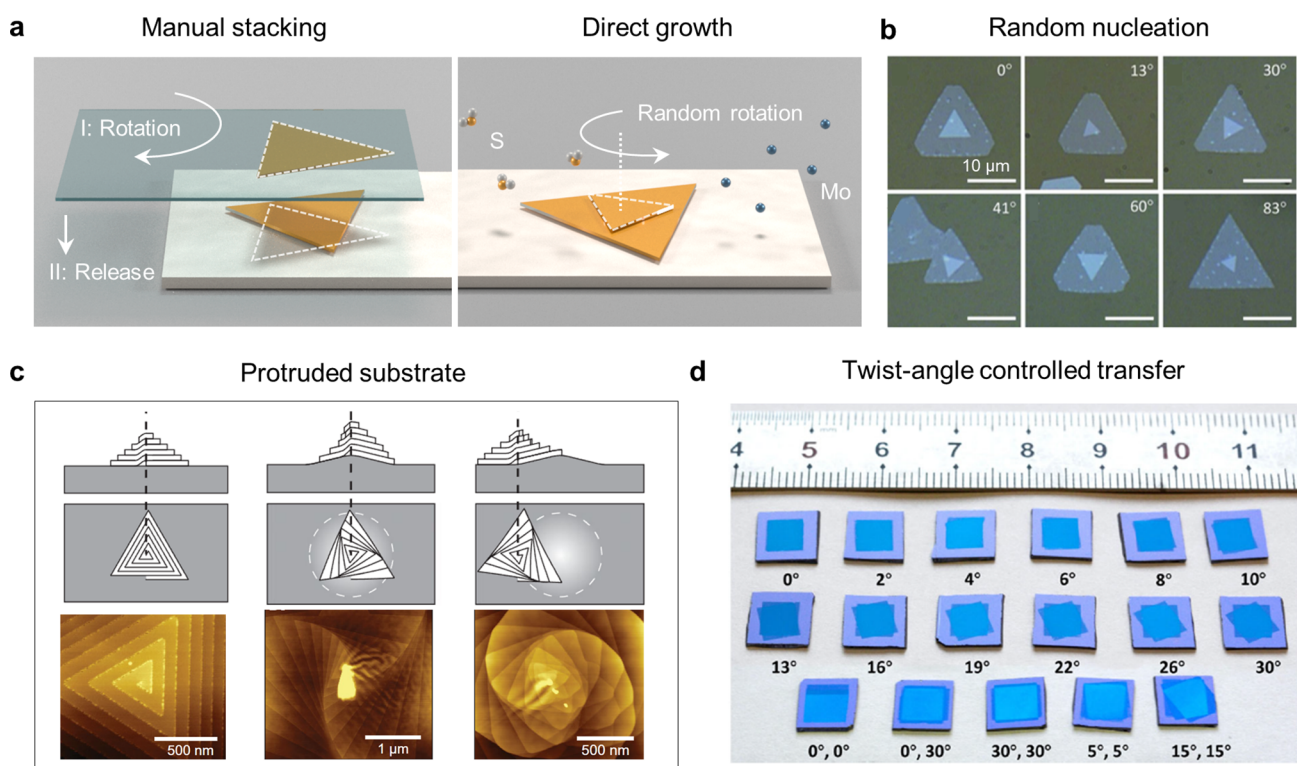 a
Manual stacking
Direct growth
I: Rotation
II: Release
S
Random rotation
Mo
b
Random nucleation
0°
13°
30°
10 µm
41°
60°
83°
c
Protruded substrate
500 nm
1 µm
500 nm
d
Twist-angle controlled transfer
4 5 6 7 8 9 10 11
0° 2° 4° 6° 8° 10°
13° 16° 19° 22° 26° 30°
0°, 0° 0°, 30° 30°, 30° 5°, 5° 15°, 15°